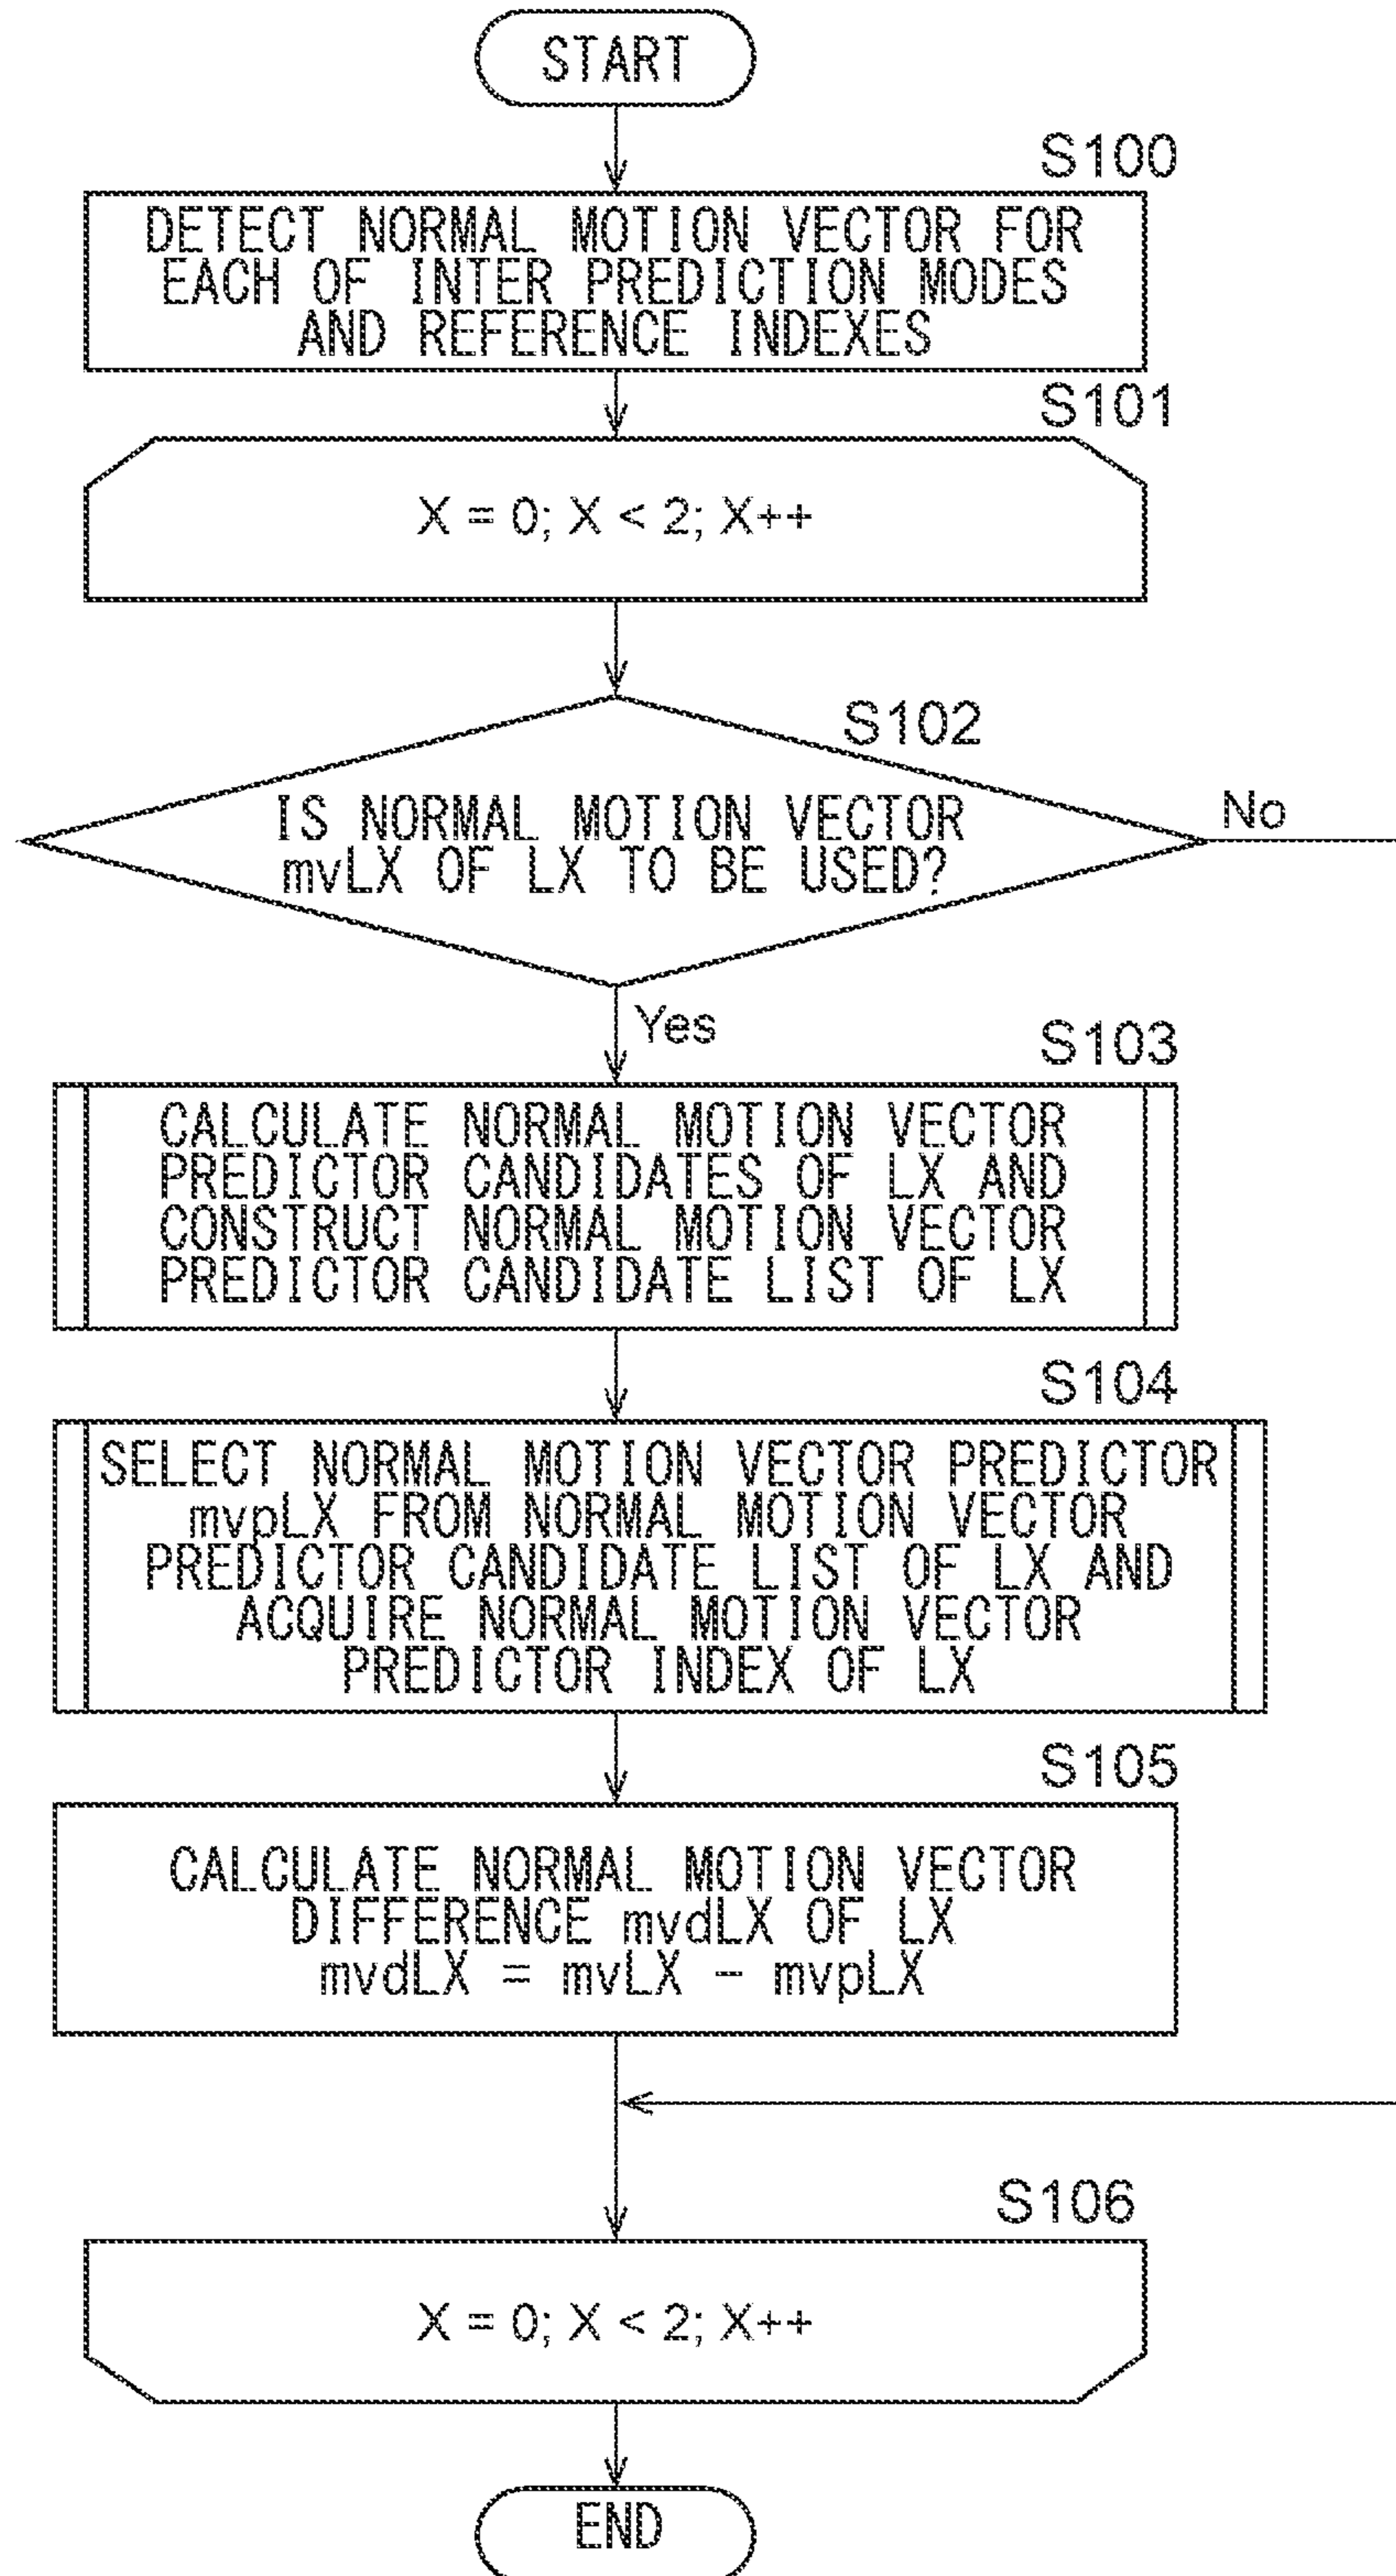 START
S100
DETECT NORMAL MOTION VECTOR FOR
EACH OF INTER PREDICTION MODES
AND REFERENCE INDEXES
S101
X = 0; X < 2; X++
S102
IS NORMAL MOTION VECTOR
mvLX OF LX TO BE USED?
No
Yes
S103
CALCULATE NORMAL MOTION VECTOR
PREDICTOR CANDIDATES OF LX AND
CONSTRUCT NORMAL MOTION VECTOR
PREDICTOR CANDIDATE LIST OF LX
S104
SELECT NORMAL MOTION VECTOR PREDICTOR
mvpLX FROM NORMAL MOTION VECTOR
PREDICTOR CANDIDATE LIST OF LX AND
ACQUIRE NORMAL MOTION VECTOR
PREDICTOR INDEX OF LX
S105
CALCULATE NORMAL MOTION VECTOR
DIFFERENCE mvdLX OF LX
mvdLX = mvLX - mvpLX
S106
X = 0; X < 2; X++
END